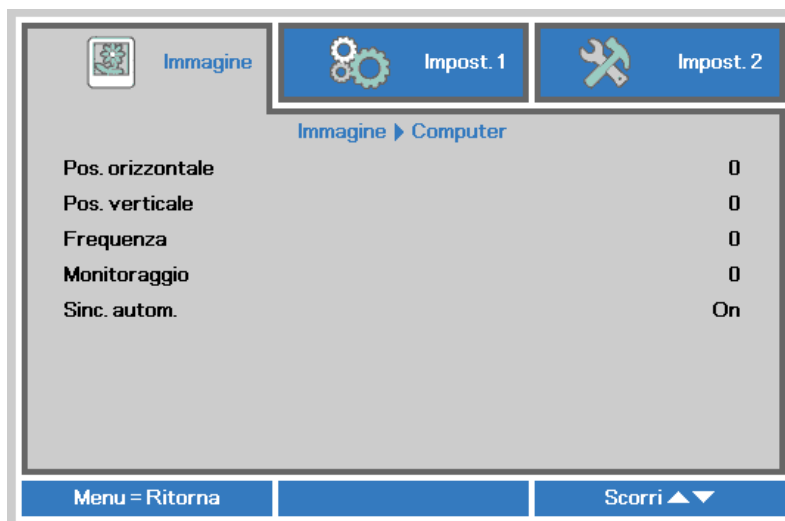 Immagine
Impost. 1
Impost. 2
Immagine ▶ Computer
Pos. orizzontale 0
Pos. verticale 0
Frequenza 0
Monitoraggio 0
Sinc. autom. On
Menu = Ritorna
Scorri ▲▼